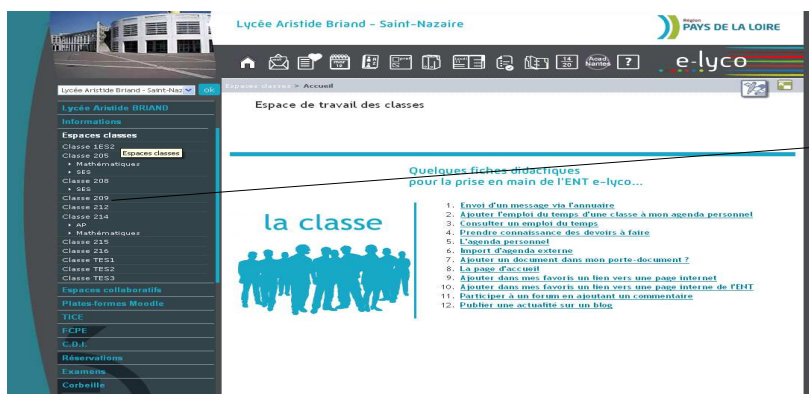 Lycée Aristide Briand - Saint-Nazaire
Région
PAYS DE LA LOIRE
14
20
Acad.
Nantes
?
e-lyco
Lycée Aristide Briand - Saint-Naz
ok
Espaces classes > Accueil
Espace de travail des classes
Lycée Aristide BRIAND
Informations
Espaces classes
Classe 1ES2
Classe 205
Espaces classes
Mathématiques
SES
Classe 208
SES
Classe 209
Classe 212
Classe 214
AP
Mathématiques
Classe 215
Classe 216
Classe TES1
Classe TES2
Classe TES3
Espaces collaboratifs
Plates-formes Moodle
TICE
FCPE
C.D.I.
Réservations
Examens
Corbeille
Quelques fiches didactiques
pour la prise en main de l'ENT e-lyco...
la classe
1. Envoi d'un message via l'annuaire
2. Ajouter l'emploi du temps d'une classe à mon agenda personnel
3. Consulter un emploi du temps
4. Prendre connaissance des devoirs à faire
5. L'agenda personnel
6. Import d'agenda externe
7. Ajouter un document dans mon porte-document ?
8. La page d'accueil
9. Ajouter dans mes favoris un lien vers une page internet
10. Ajouter dans mes favoris un lien vers une page interne de l'ENT
11. Participer à un forum en ajoutant un commentaire
12. Publier une actualité sur un blog